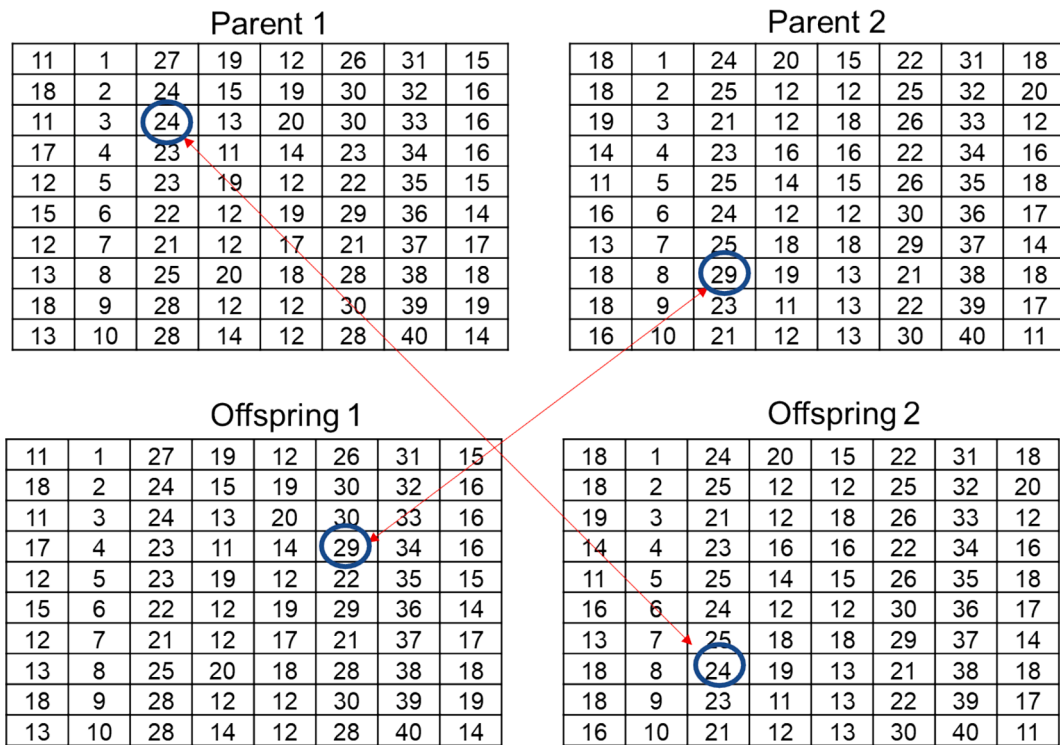 Parent 1
11 1 27 19 12 26 31 15
18 2 24 15 19 30 32 16
11 3 24 13 20 30 33 16
17 4 23 11 14 23 34 16
12 5 23 19 12 22 35 15
15 6 22 12 19 29 36 14
12 7 21 12 17 21 37 17
13 8 25 20 18 28 38 18
18 9 28 12 12 30 39 19
13 10 28 14 12 28 40 14
Parent 2
18 1 24 20 15 22 31 18
18 2 25 12 12 25 32 20
19 3 21 12 18 26 33 12
14 4 23 16 16 22 34 16
11 5 25 14 15 26 35 18
16 6 24 12 12 30 36 17
13 7 25 18 18 29 37 14
18 8 29 19 13 21 38 18
18 9 23 11 13 22 39 17
16 10 21 12 13 30 40 11
Offspring 1
11 1 27 19 12 26 31 15
18 2 24 15 19 30 32 16
11 3 24 13 20 30 33 16
17 4 23 11 14 29 34 16
12 5 23 19 12 22 35 15
15 6 22 12 19 29 36 14
12 7 21 12 17 21 37 17
13 8 25 20 18 28 38 18
18 9 28 12 12 30 39 19
13 10 28 14 12 28 40 14
Offspring 2
18 1 24 20 15 22 31 18
18 2 25 12 12 25 32 20
19 3 21 12 18 26 33 12
14 4 23 16 16 22 34 16
11 5 25 14 15 26 35 18
16 6 24 12 12 30 36 17
13 7 25 18 18 29 37 14
18 8 24 19 13 21 38 18
18 9 23 11 13 22 39 17
16 10 21 12 13 30 40 11